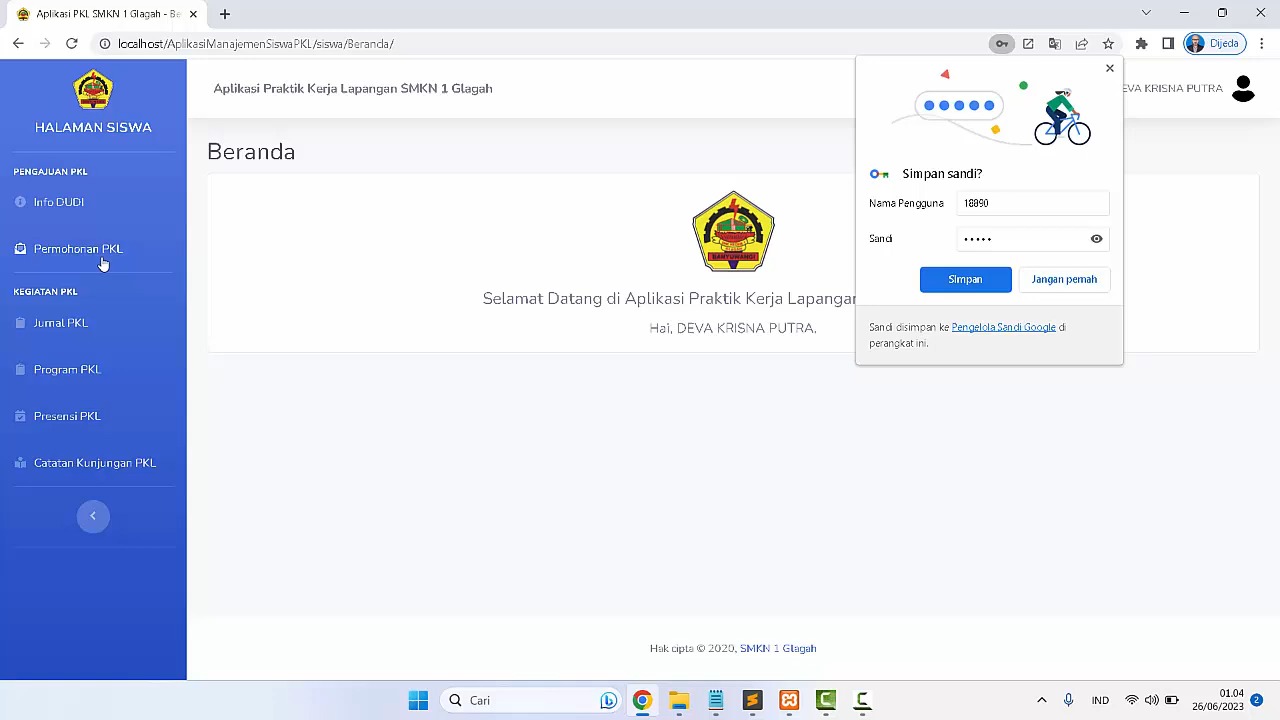 Aplikasi PKL SMKN 1 Glagah - Be
localhost/AplikasiManajemenSiswaPKL/siswa/Beranda/
Dijeda
HALAMAN SISWA
PENGAJUAN PKL
Info DUDI
Permohonan PKL
KEGIATAN PKL
Jurnal PKL
Program PKL
Presensi PKL
Catatan Kunjungan PKL
Aplikasi Praktik Kerja Lapangan SMKN 1 Glagah
EVA KRISNA PUTRA
Beranda
BANYUWANGI
Selamat Datang di Aplikasi Praktik Kerja Lapangan
Hai, DEVA KRISNA PUTRA.
Simpan sandi?
Nama Pengguna 18890
Sandi •••••
Simpan Jangan pernah
Sandi disimpan ke Pengelola Sandi Google di
perangkat ini.
Hak cipta © 2020, SMKN 1 Glagah
Cari
IND
01.04
26/06/2023
2